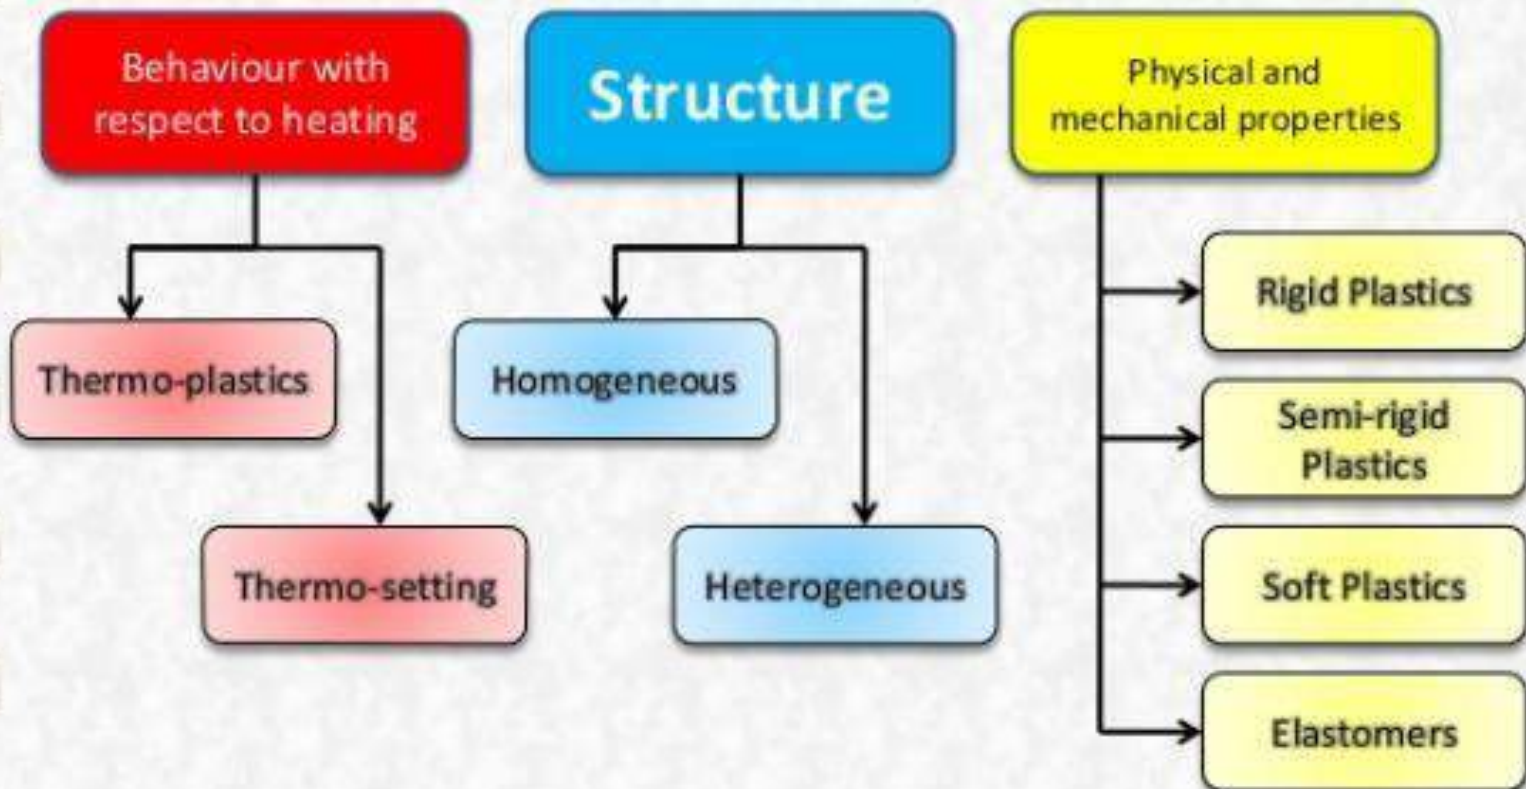 Behaviour with
respect to heating
Structure
Physical and
mechanical properties
Thermo-plastics
Thermo-setting
Homogeneous
Heterogeneous
Rigid Plastics
Semi-rigid
Plastics
Soft Plastics
Elastomers